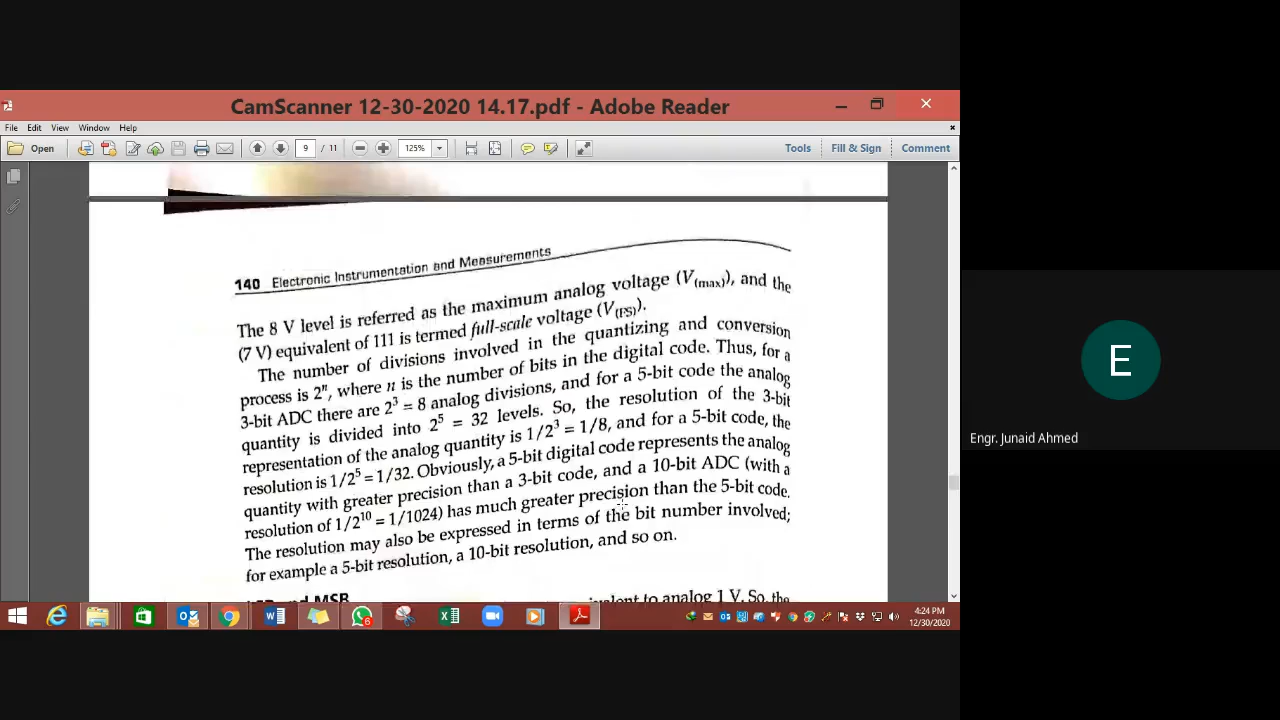 CamScanner 12-30-2020 14.17.pdf - Adobe Reader
File Edit View Window Help
Open 9 / 11 125% Tools Fill & Sign Comment
140 Electronic Instrumentation and Measurements
The 8 V level is referred as the maximum analog voltage (V(max)), and the
(7 V) equivalent of 111 is termed full-scale voltage (V(FS)).
The number of divisions involved in the quantizing and conversion
process is 2ⁿ, where n is the number of bits in the digital code. Thus, for a
3-bit ADC there are 2³ = 8 analog divisions, and for a 5-bit code the analog
quantity is divided into 2⁵ = 32 levels. So, the resolution of the 3-bit
representation of the analog quantity is 1/2³ = 1/8, and for a 5-bit code, the
resolution is 1/2⁵ = 1/32. Obviously, a 5-bit digital code represents the analog
quantity with greater precision than a 3-bit code, and a 10-bit ADC (with a
resolution of 1/2¹⁰ = 1/1024) has much greater precision than the 5-bit code.
The resolution may also be expressed in terms of the bit number involved;
for example a 5-bit resolution, a 10-bit resolution, and so on.
and MSB
equivalent to analog 1 V. So, the
6
4:24 PM
12/30/2020
E
Engr. Junaid Ahmed